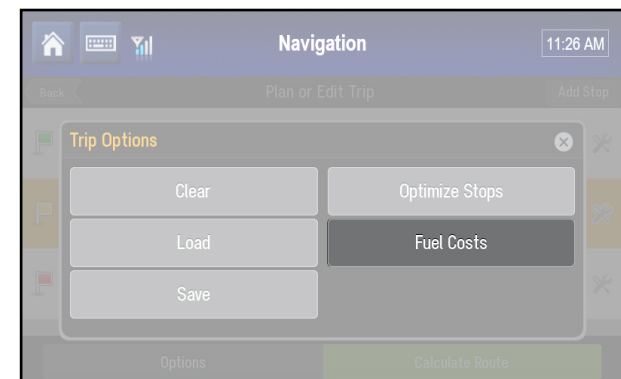 Navigation
11:26 AM
Back
Plan or Edit Trip
Add Stop
Trip Options
Clear
Optimize Stops
Load
Fuel Costs
Save
Options
Calculate Route